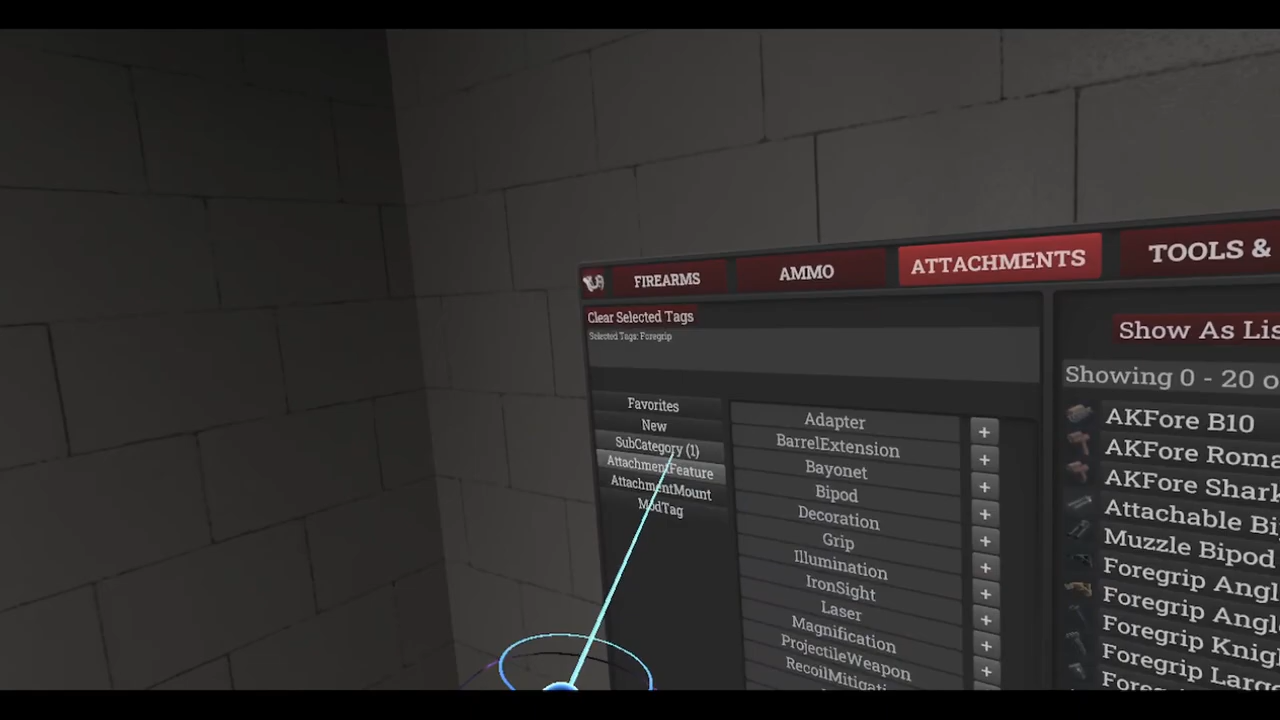 FIREARMS
AMMO
ATTACHMENTS
TOOLS &
Clear Selected Tags
Selected Tags: Foregrip
Show As Lis
Showing 0 - 20 o
Favorites
New
SubCategory (1)
AttachmentFeature
AttachmentMount
ModTag
Adapter
BarrelExtension
Bayonet
Bipod
Decoration
Grip
Illumination
IronSight
Laser
Magnification
ProjectileWeapon
RecoilMitigati
AKFore B10
AKFore Roma
AKFore Shark
Attachable Bi
Muzzle Bipod
Foregrip Angl
Foregrip Angl
Foregrip Knig
Foregrip Larg